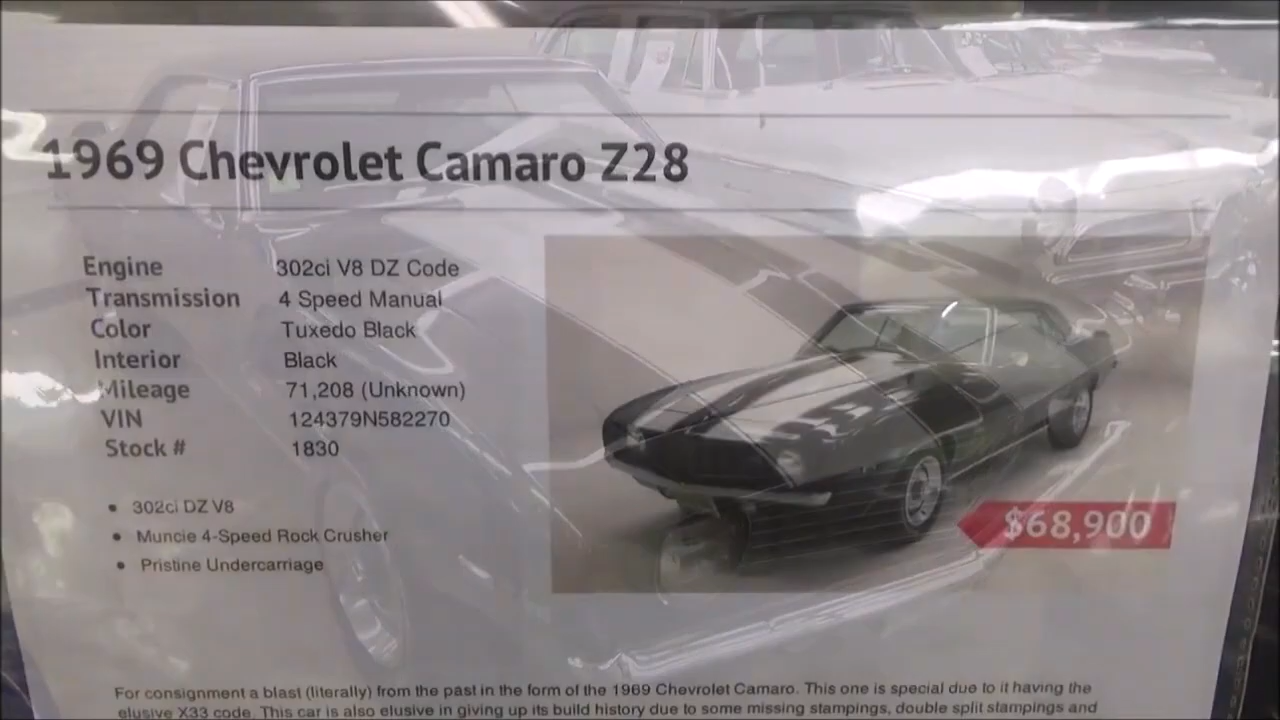 1969 Chevrolet Camaro Z28
Engine 302ci V8 DZ Code
Transmission 4 Speed Manual
Color Tuxedo Black
Interior Black
Mileage 71,208 (Unknown)
VIN 124379N582270
Stock # 1830
• 302ci DZ V8
• Muncie 4-Speed Rock Crusher
• Pristine Undercarriage
$68,900
For consignment a blast (literally) from the past in the form of the 1969 Chevrolet Camaro. This one is special due to it having the
elusive X33 code. This car is also elusive in giving up its build history due to some missing stampings, double split stampings and